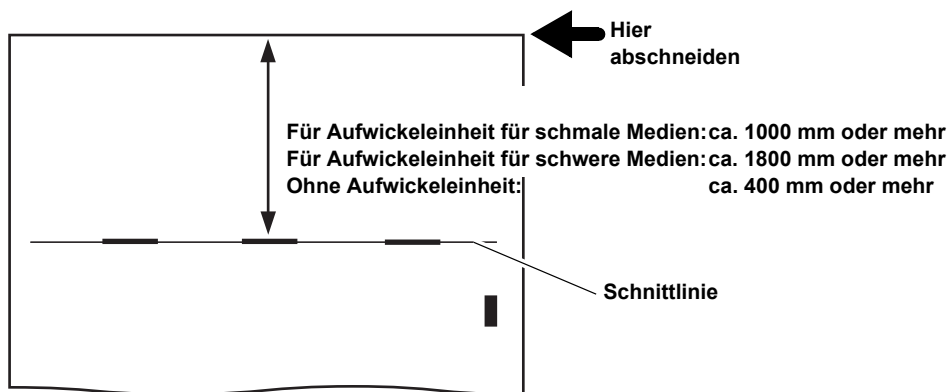 Hier
abschneiden
Für Aufwickeleinheit für schmale Medien: ca. 1000 mm oder mehr
Für Aufwickeleinheit für schwere Medien: ca. 1800 mm oder mehr
Ohne Aufwickeleinheit: ca. 400 mm oder mehr
Schnittlinie